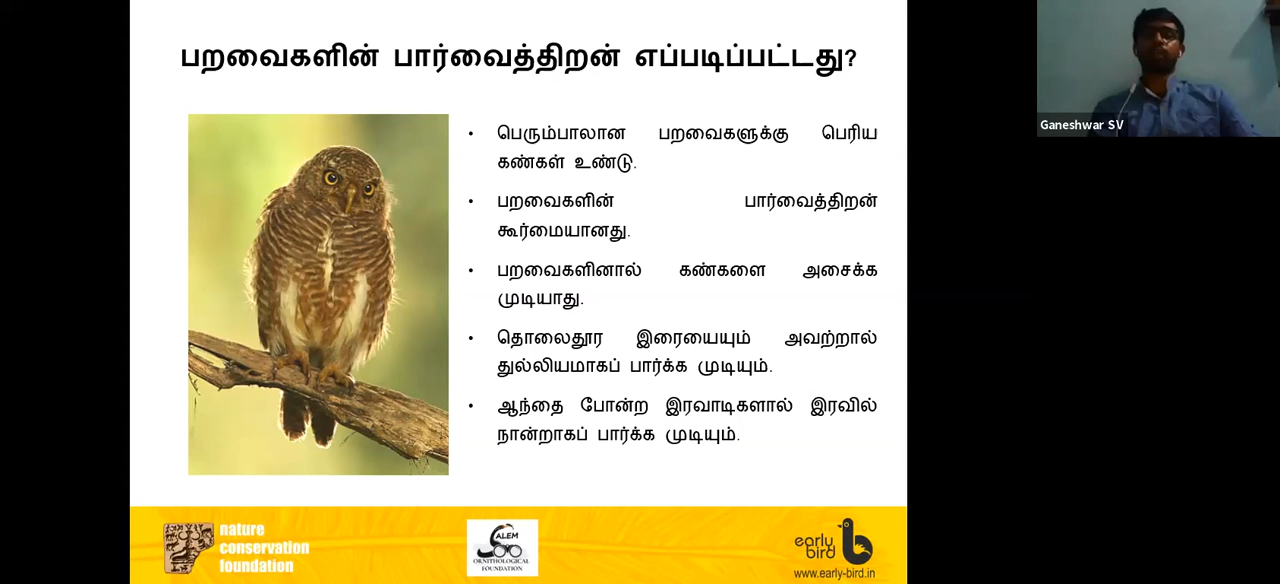 பறவைகளின் பார்வைத்திறன் எப்படிப்பட்டது?
Ganeshwar SV
• பெரும்பாலான பறவைகளுக்கு பெரிய
கண்கள் உண்டு.
• பறவைகளின் பார்வைத்திறன்
கூர்மையானது.
• பறவைகளினால் கண்களை அசைக்க
முடியாது.
• தொலைதூர இரையையும் அவற்றால்
துல்லியமாகப் பார்க்க முடியும்.
• ஆந்தை போன்ற இரவாடிகளால் இரவில்
நான்றாகப் பார்க்க முடியும்.
nature
conservation
foundation
SALEM
ORNITHOLOGICAL
FOUNDATION
early
bird
www.early-bird.in